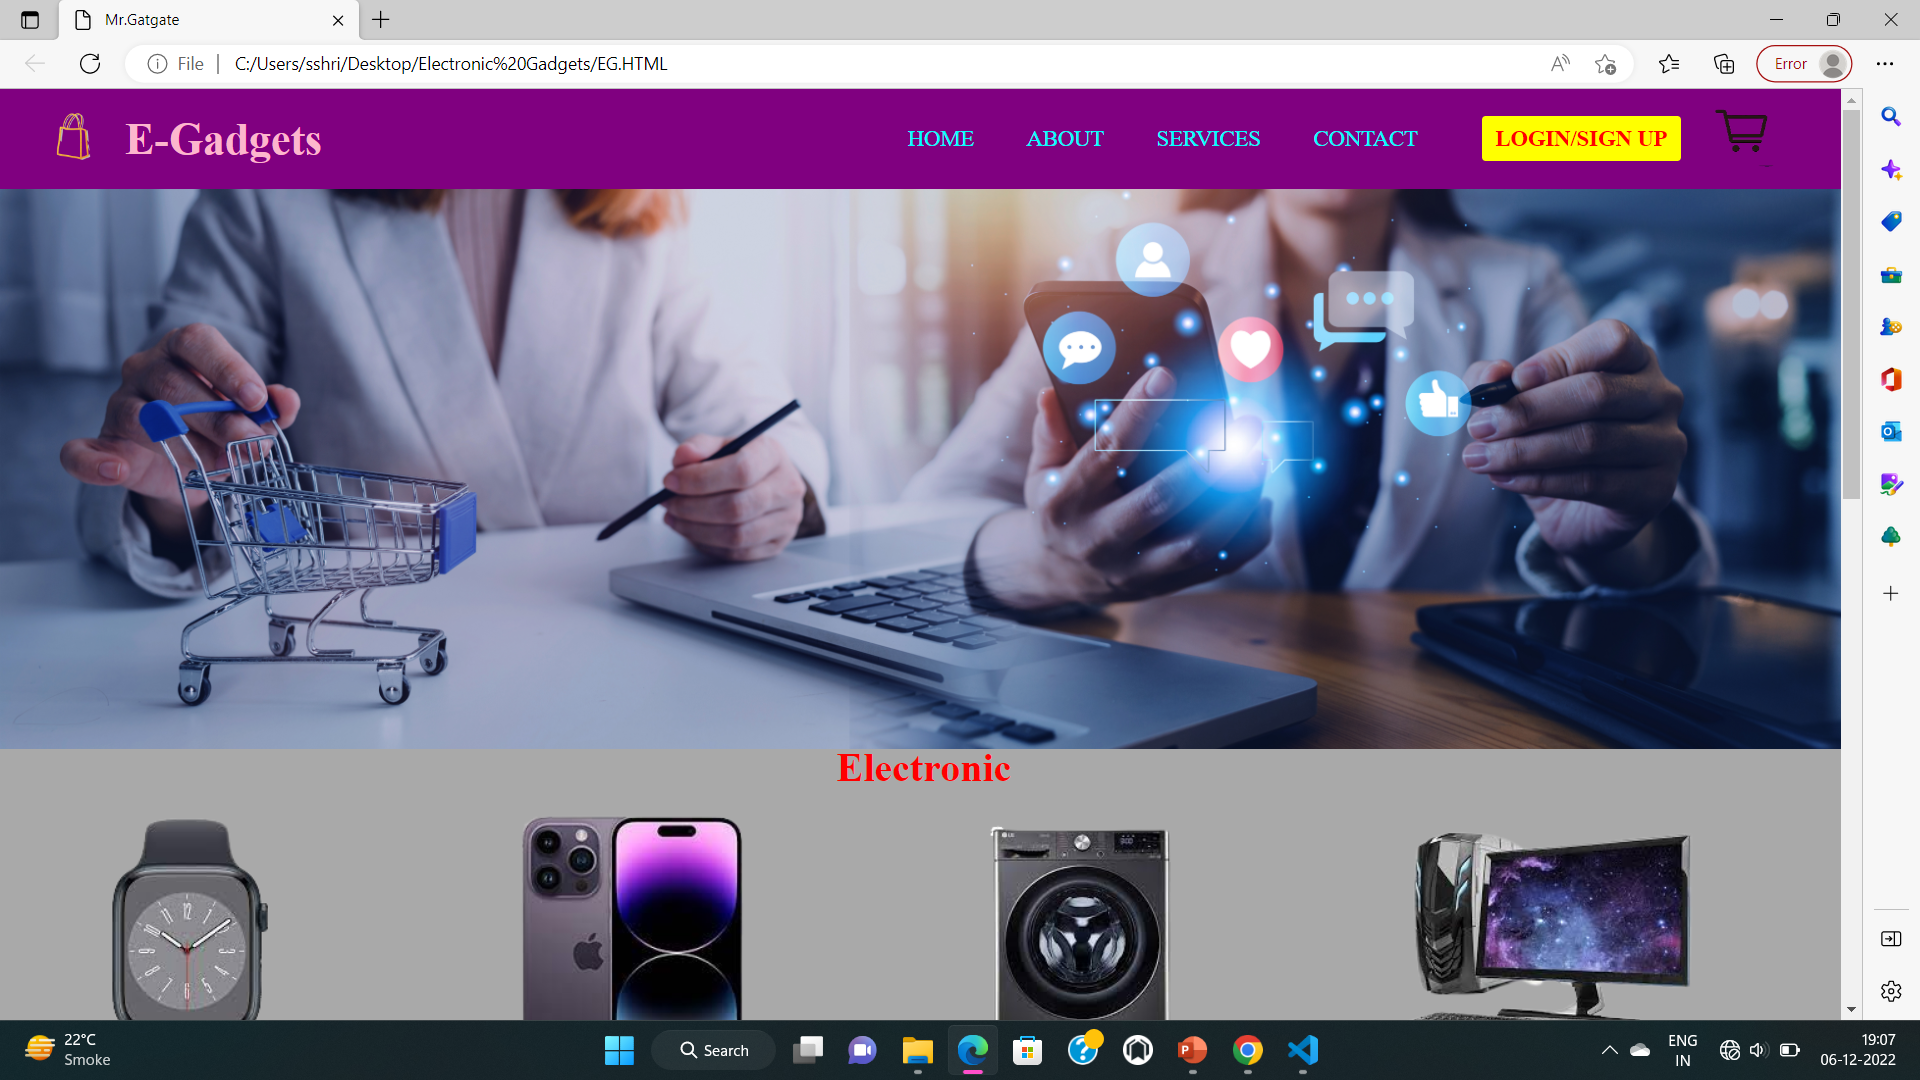 Mr.Gatgate
File
C:/Users/sshri/Desktop/Electronic%20Gadgets/EG.HTML
Error
E-Gadgets
HOME
ABOUT
SERVICES
CONTACT
LOGIN/SIGN UP
Electronic
LG
22°C
Smoke
Search
ENG
IN
19:07
06-12-2022